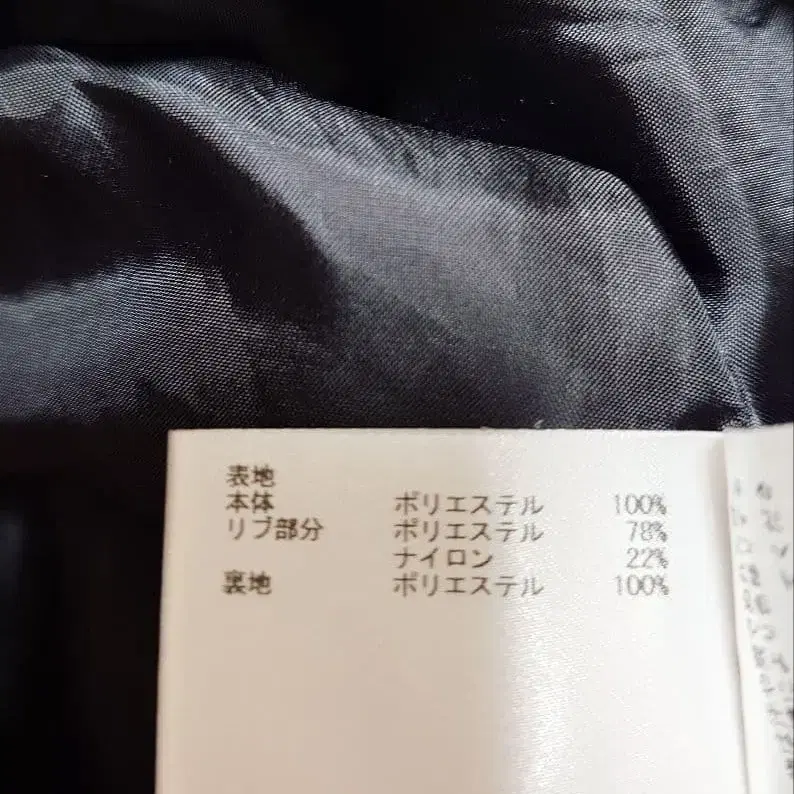 表地
本体 ポリエステル 100%
リブ部分 ポリエステル 78%
ナイロン 22%
裏地 ポリエステル 100%